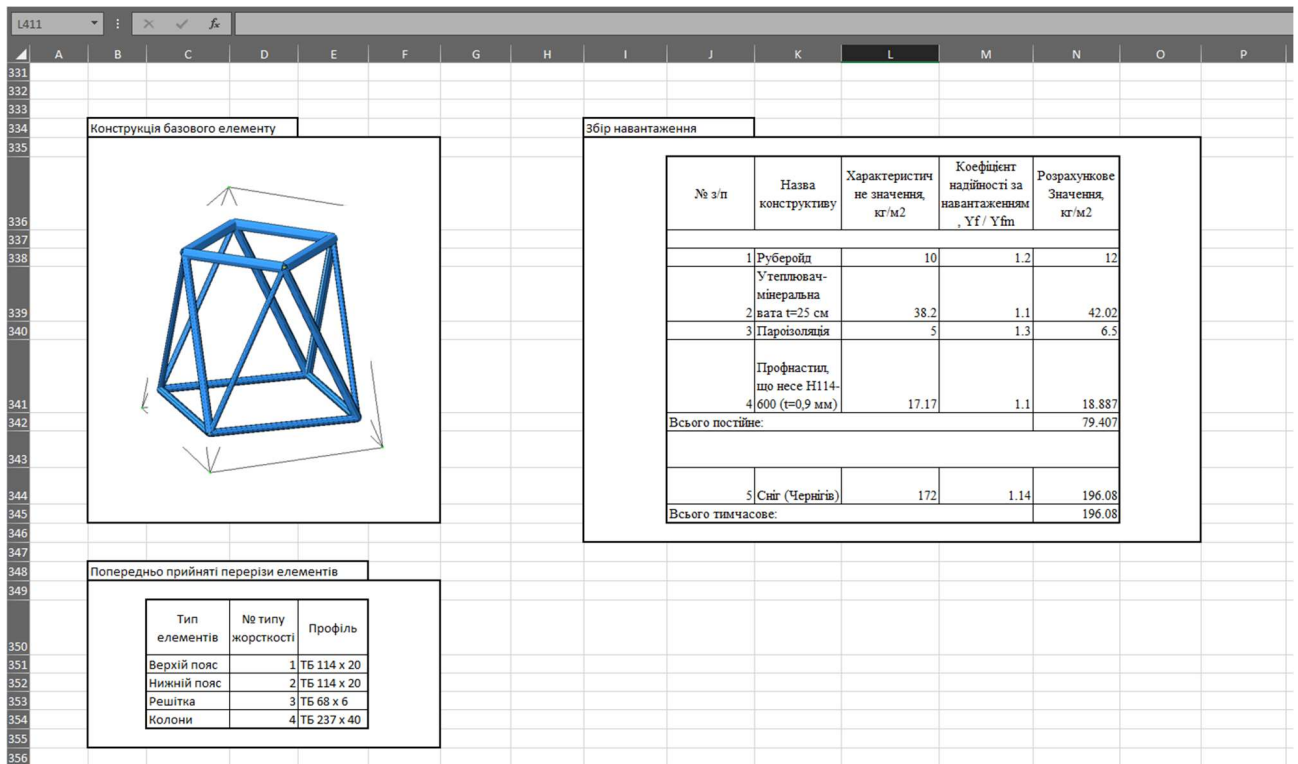 L411
fx
A B C D E F G H I J K L M N O P
331
332
333
334 Конструкція базового елементу Збір навантаження
335
№ з/п
Назва
конструктиву
Характеристич
не значення,
кг/м2
Коефіцієнт
надійності за
навантаженням
, Yf / Yfm
Розрахункове
Значення,
кг/м2
336
337
338 1 Руберойд 10 1.2 12
Утеплювач-
мінеральна
339 2 вата t=25 см 38.2 1.1 42.02
340 3 Пароізоляція 5 1.3 6.5
Профнастил,
що несе Н114-
341 4 600 (t=0,9 мм) 17.17 1.1 18.887
342 Всього постійне: 79.407
343
344 5 Сніг (Чернігів) 172 1.14 196.08
345 Всього тимчасове: 196.08
346
347
348 Попередньо прийняті перерізи елементів
349
Тип
елементів
№ типу
жорсткості
Профіль
350
351 Верхій пояс 1 ТБ 114 x 20
352 Нижній пояс 2 ТБ 114 x 20
353 Решітка 3 ТБ 68 x 6
354 Колони 4 ТБ 237 x 40
355
356